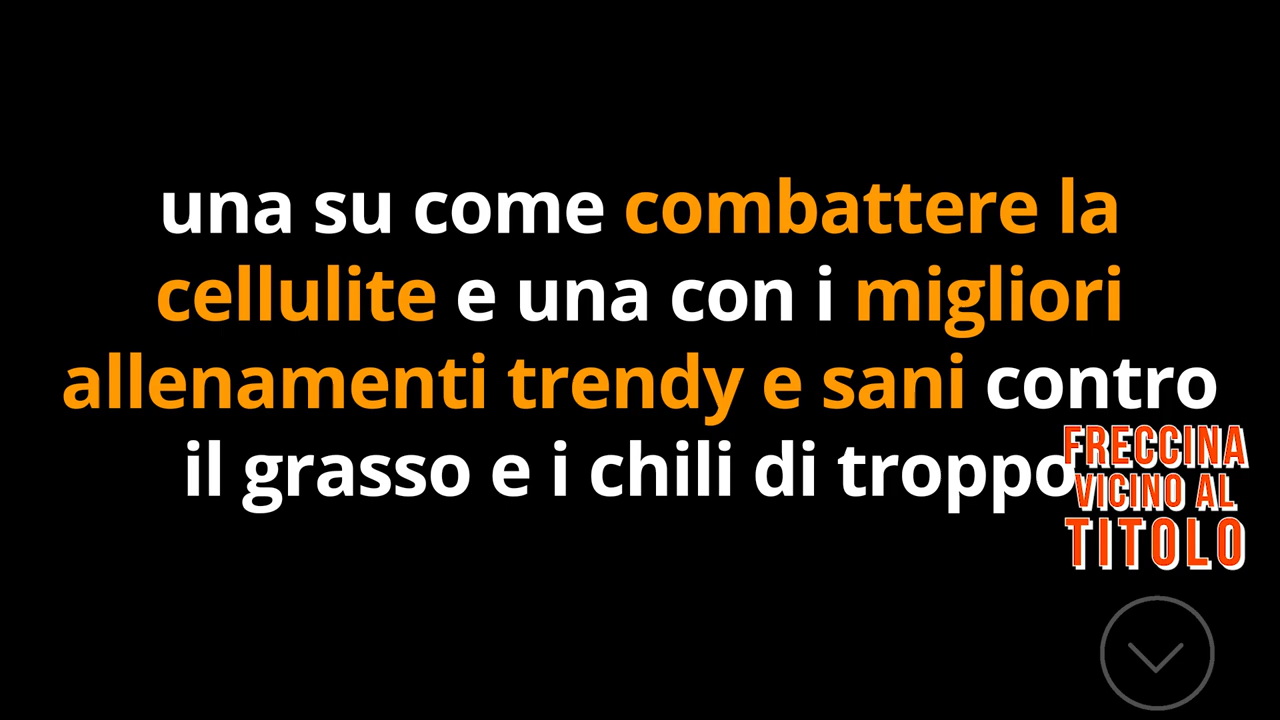 una su come combattere la
cellulite e una con i migliori
allenamenti trendy e sani contro
il grasso e i chili di troppo
FRECCINA
VICINO AL
TITOLO